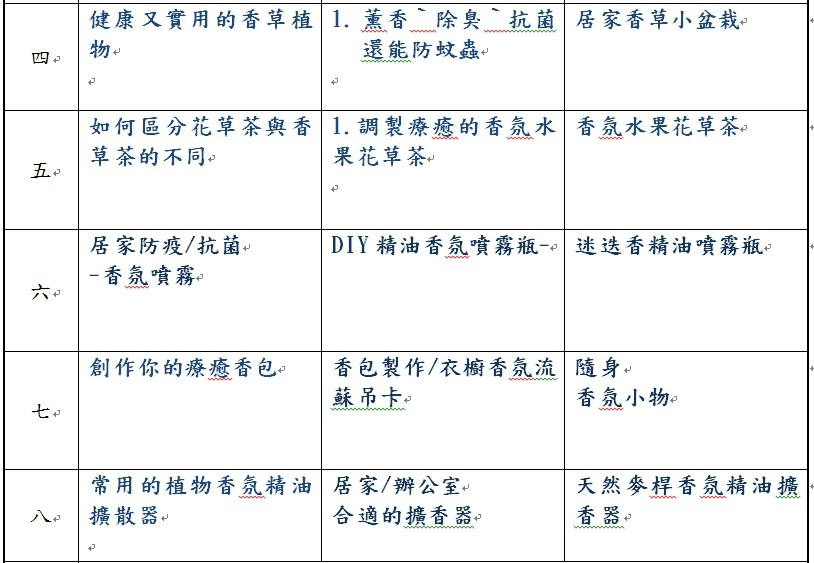 四
健康又實用的香草植
物
1. 薰香`除臭`抗菌
還能防蚊蟲
居家香草小盆栽
五
如何區分花草茶與香
草茶的不同
1.調製療癒的香氛水
果花草茶
香氛水果花草茶
六
居家防疫/抗菌
-香氛噴霧
DIY 精油香氛噴霧瓶-
迷迭香精油噴霧瓶
七
創作你的療癒香包
香包製作/衣櫥香氛流
蘇吊卡
隨身
香氛小物
八
常用的植物香氛精油
擴散器
居家/辦公室
合適的擴香器
天然麥桿香氛精油擴
香器